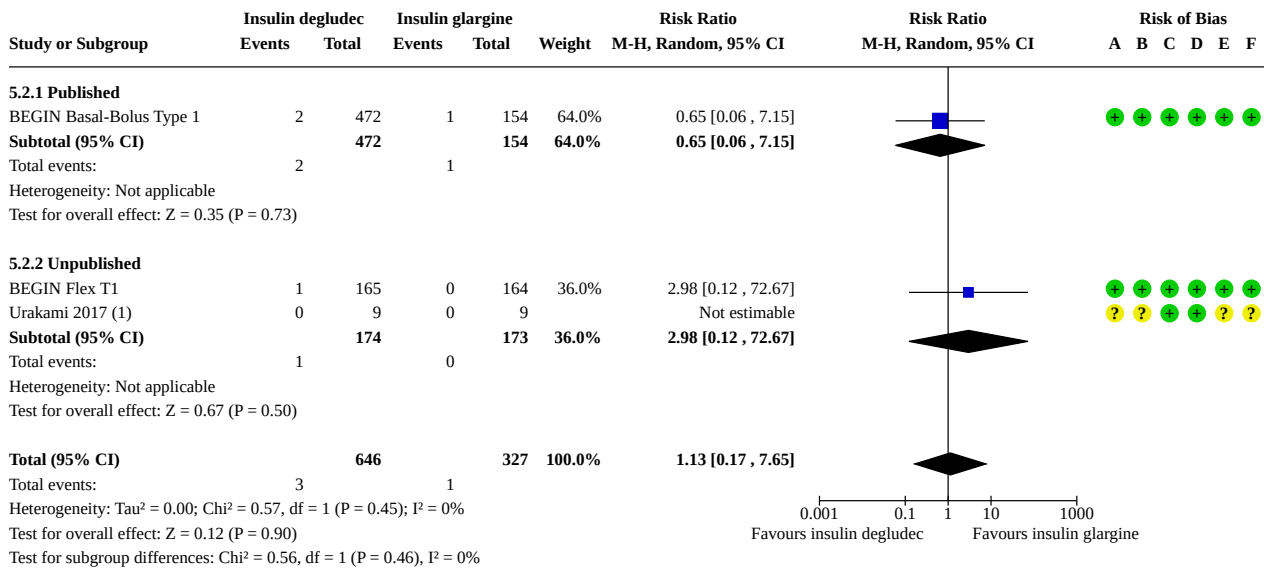 Insulin degludec Insulin glargine Risk Ratio Risk Ratio Risk of Bias
Study or Subgroup Events Total Events Total Weight M-H, Random, 95% CI M-H, Random, 95% CI A B C D E F
5.2.1 Published
BEGIN Basal-Bolus Type 1 2 472 1 154 64.0% 0.65 [0.06 , 7.15] + + + + + +
Subtotal (95% CI) 472 154 64.0% 0.65 [0.06 , 7.15]
Total events: 2 1
Heterogeneity: Not applicable
Test for overall effect: Z = 0.35 (P = 0.73)
5.2.2 Unpublished
BEGIN Flex T1 1 165 0 164 36.0% 2.98 [0.12 , 72.67] + + + + + +
Urakami 2017 (1) 0 9 0 9 Not estimable ? ? + + ? ?
Subtotal (95% CI) 174 173 36.0% 2.98 [0.12 , 72.67]
Total events: 1 0
Heterogeneity: Not applicable
Test for overall effect: Z = 0.67 (P = 0.50)
Total (95% CI) 646 327 100.0% 1.13 [0.17 , 7.65]
Total events: 3 1
Heterogeneity: Tau² = 0.00; Chi² = 0.57, df = 1 (P = 0.45); I² = 0%
0.001 0.1 1 10 1000
Test for overall effect: Z = 0.12 (P = 0.90) Favours insulin degludec Favours insulin glargine
Test for subgroup differences: Chi² = 0.56, df = 1 (P = 0.46), I² = 0%